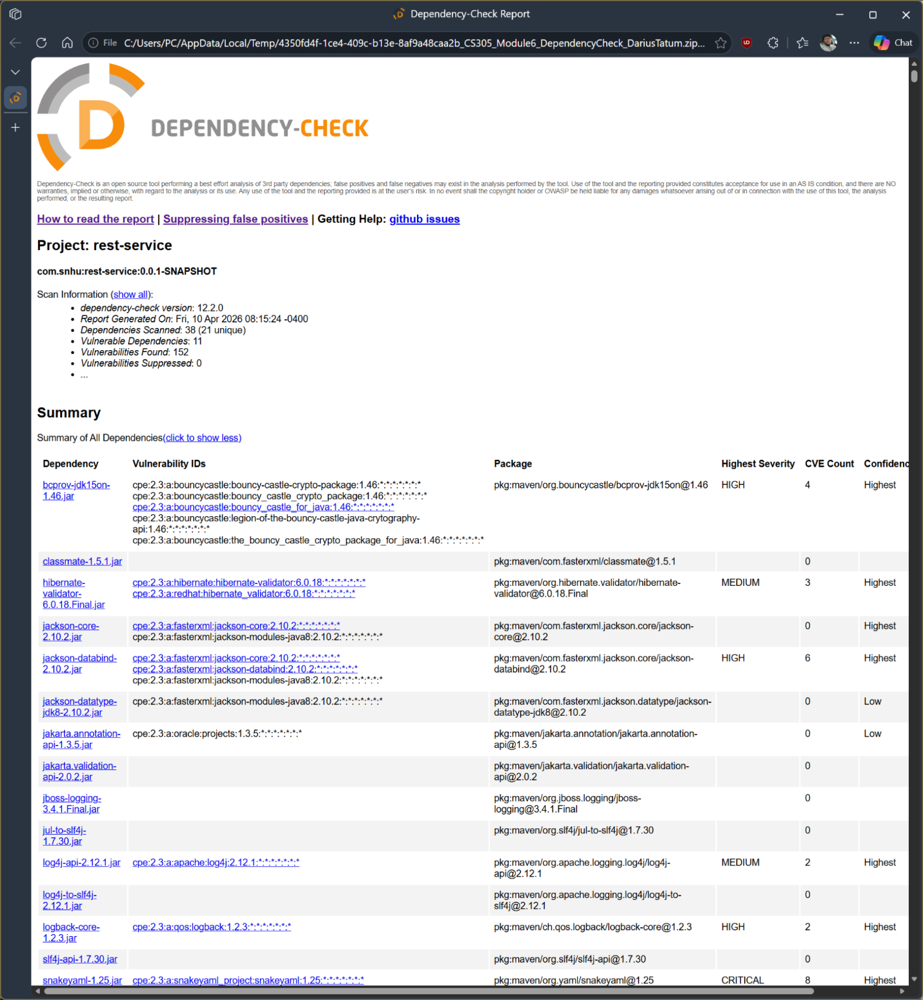 Dependency-Check Report
File C:/Users/PC/AppData/Local/Temp/4350fd4f-1ce4-409c-b13e-8af9a48caa2b_CS305_Module6_DependencyCheck_DariusTatum.zip...
Chat
DEPENDENCY-CHECK
Dependency-Check is an open source tool performing a best effort analysis of 3rd party dependencies; false positives and false negatives may exist in the analysis performed by the tool. Use of the tool and the reporting provided constitutes acceptance for use in an AS IS condition, and there are NO
warranties, implied or otherwise, with regard to the analysis or its use. Any use of the tool and the reporting provided is at the user's risk. In no event shall the copyright holder or OWASP be held liable for any damages whatsoever arising out of or in connection with the use of this tool, the analysis
performed, or the resulting report.
How to read the report | Suppressing false positives | Getting Help: github issues
Project: rest-service
com.snhu:rest-service:0.0.1-SNAPSHOT
Scan Information (show all):
• dependency-check version: 12.2.0
• Report Generated On: Fri, 10 Apr 2026 08:15:24 -0400
• Dependencies Scanned: 38 (21 unique)
• Vulnerable Dependencies: 11
• Vulnerabilities Found: 152
• Vulnerabilities Suppressed: 0
• ...
Summary
Summary of All Dependencies(click to show less)
Dependency Vulnerability IDs Package Highest Severity CVE Count Confidenc
bcprov-jdk15on- cpe:2.3:a:bouncycastle:bouncy-castle-crypto-package:1.46:*:*:*:*:*:*:* pkg:maven/org.bouncycastle/bcprov-jdk15on@1.46 HIGH 4 Highest
1.46.jar cpe:2.3:a:bouncycastle:bouncy_castle_crypto_package:1.46:*:*:*:*:*:*:*
cpe:2.3:a:bouncycastle:bouncy_castle_for_java:1.46:*:*:*:*:*:*:*
cpe:2.3:a:bouncycastle:legion-of-the-bouncy-castle-java-crytography-
api:1.46:*:*:*:*:*:*:*
cpe:2.3:a:bouncycastle:the_bouncy_castle_crypto_package_for_java:1.46:*:*:*:*:*:*:*
classmate-1.5.1.jar pkg:maven/com.fasterxml/classmate@1.5.1 0
hibernate- cpe:2.3:a:hibernate:hibernate-validator:6.0.18:*:*:*:*:*:*:* pkg:maven/org.hibernate.validator/hibernate- MEDIUM 3 Highest
validator- cpe:2.3:a:redhat:hibernate_validator:6.0.18:*:*:*:*:*:*:* validator@6.0.18.Final
6.0.18.Final.jar
jackson-core- cpe:2.3:a:fasterxml:jackson-core:2.10.2:*:*:*:*:*:*:* pkg:maven/com.fasterxml.jackson.core/jackson- 0 Highest
2.10.2.jar cpe:2.3:a:fasterxml:jackson-modules-java8:2.10.2:*:*:*:*:*:*:* core@2.10.2
jackson-databind- cpe:2.3:a:fasterxml:jackson-core:2.10.2:*:*:*:*:*:*:* pkg:maven/com.fasterxml.jackson.core/jackson- HIGH 6 Highest
2.10.2.jar cpe:2.3:a:fasterxml:jackson-databind:2.10.2:*:*:*:*:*:*:* databind@2.10.2
cpe:2.3:a:fasterxml:jackson-modules-java8:2.10.2:*:*:*:*:*:*:*
jackson-datatype- cpe:2.3:a:fasterxml:jackson-modules-java8:2.10.2:*:*:*:*:*:*:* pkg:maven/com.fasterxml.jackson.datatype/jackson- 0 Low
jdk8-2.10.2.jar datatype-jdk8@2.10.2
jakarta.annotation- cpe:2.3:a:oracle:projects:1.3.5:*:*:*:*:*:*:* pkg:maven/jakarta.annotation/jakarta.annotation- 0 Low
api-1.3.5.jar api@1.3.5
jakarta.validation- pkg:maven/jakarta.validation/jakarta.validation- 0
api-2.0.2.jar api@2.0.2
jboss-logging- pkg:maven/org.jboss.logging/jboss- 0
3.4.1.Final.jar logging@3.4.1.Final
jul-to-slf4j- pkg:maven/org.slf4j/jul-to-slf4j@1.7.30 0
1.7.30.jar
log4j-api-2.12.1.jar cpe:2.3:a:apache:log4j:2.12.1:*:*:*:*:*:*:* pkg:maven/org.apache.logging.log4j/log4j- MEDIUM 2 Highest
api@2.12.1
log4j-to-slf4j- pkg:maven/org.apache.logging.log4j/log4j-to- 0
2.12.1.jar slf4j@2.12.1
logback-core- cpe:2.3:a:qos:logback:1.2.3:*:*:*:*:*:*:* pkg:maven/ch.qos.logback/logback-core@1.2.3 HIGH 2 Highest
1.2.3.jar
slf4j-api-1.7.30.jar pkg:maven/org.slf4j/slf4j-api@1.7.30 0
snakeyaml-1.25.jar cpe:2.3:a:snakeyaml_project:snakeyaml:1.25:*:*:*:*:*:*:* pkg:maven/org.yaml/snakeyaml@1.25 CRITICAL 8 Highest